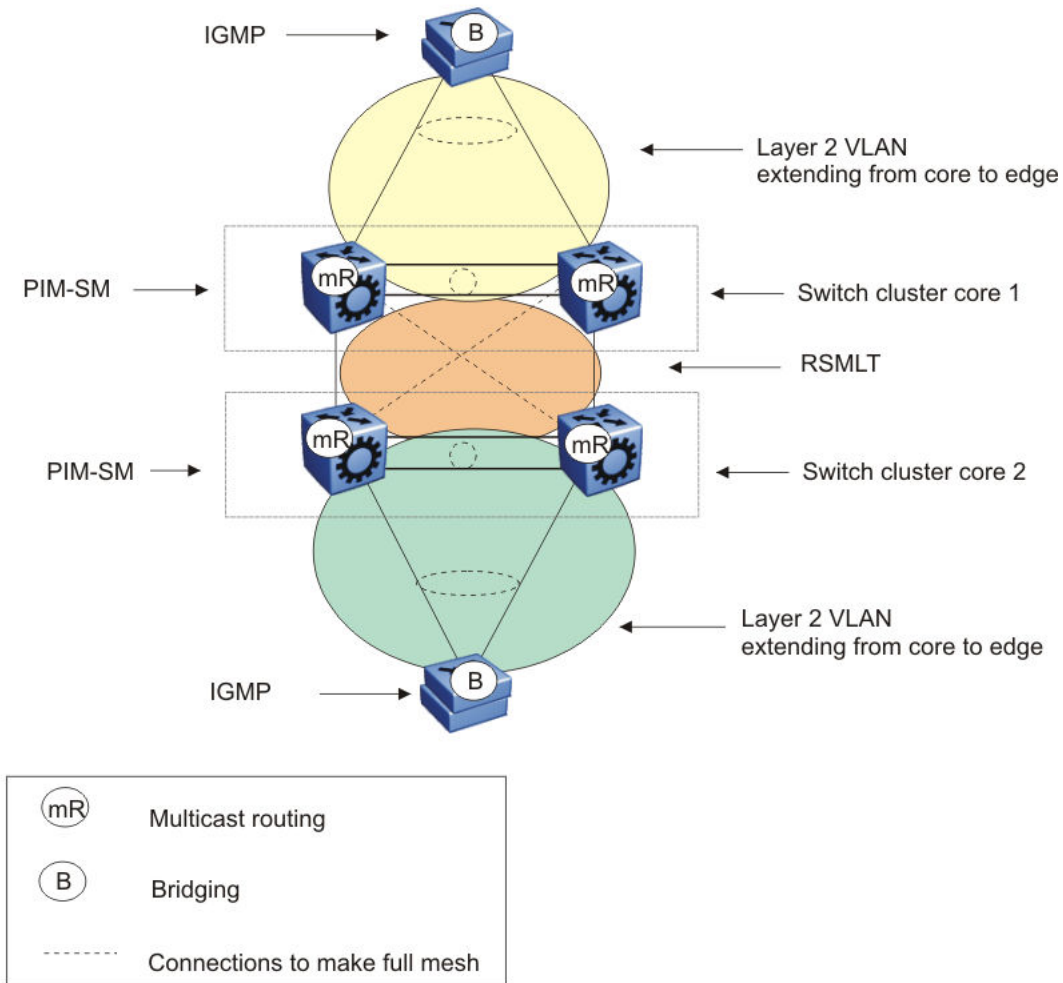 IGMP
B
Layer 2 VLAN
extending from core to edge
mR
mR
PIM-SM
Switch cluster core 1
RSMLT
mR
mR
PIM-SM
Switch cluster core 2
Layer 2 VLAN
extending from core to edge
IGMP
B
mR
Multicast routing
B
Bridging
Connections to make full mesh